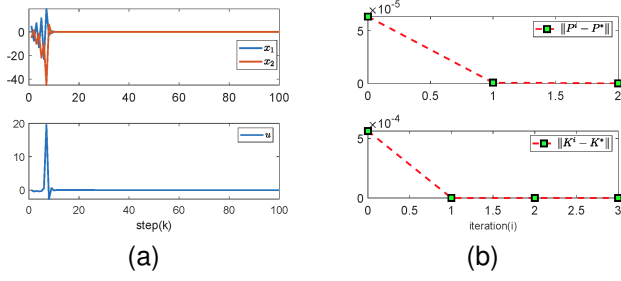 0
-20
-40
x₁
x₂
0 20 40 60 80 100
20
10
0
u
0 20 40 60 80 100
step(k)
(a)
×10⁻⁵
5
0
‖Pⁱ − P*‖
0 0.5 1 1.5 2
×10⁻⁴
5
0
‖Kⁱ − K*‖
0 0.5 1 1.5 2 2.5 3
iteration(i)
(b)